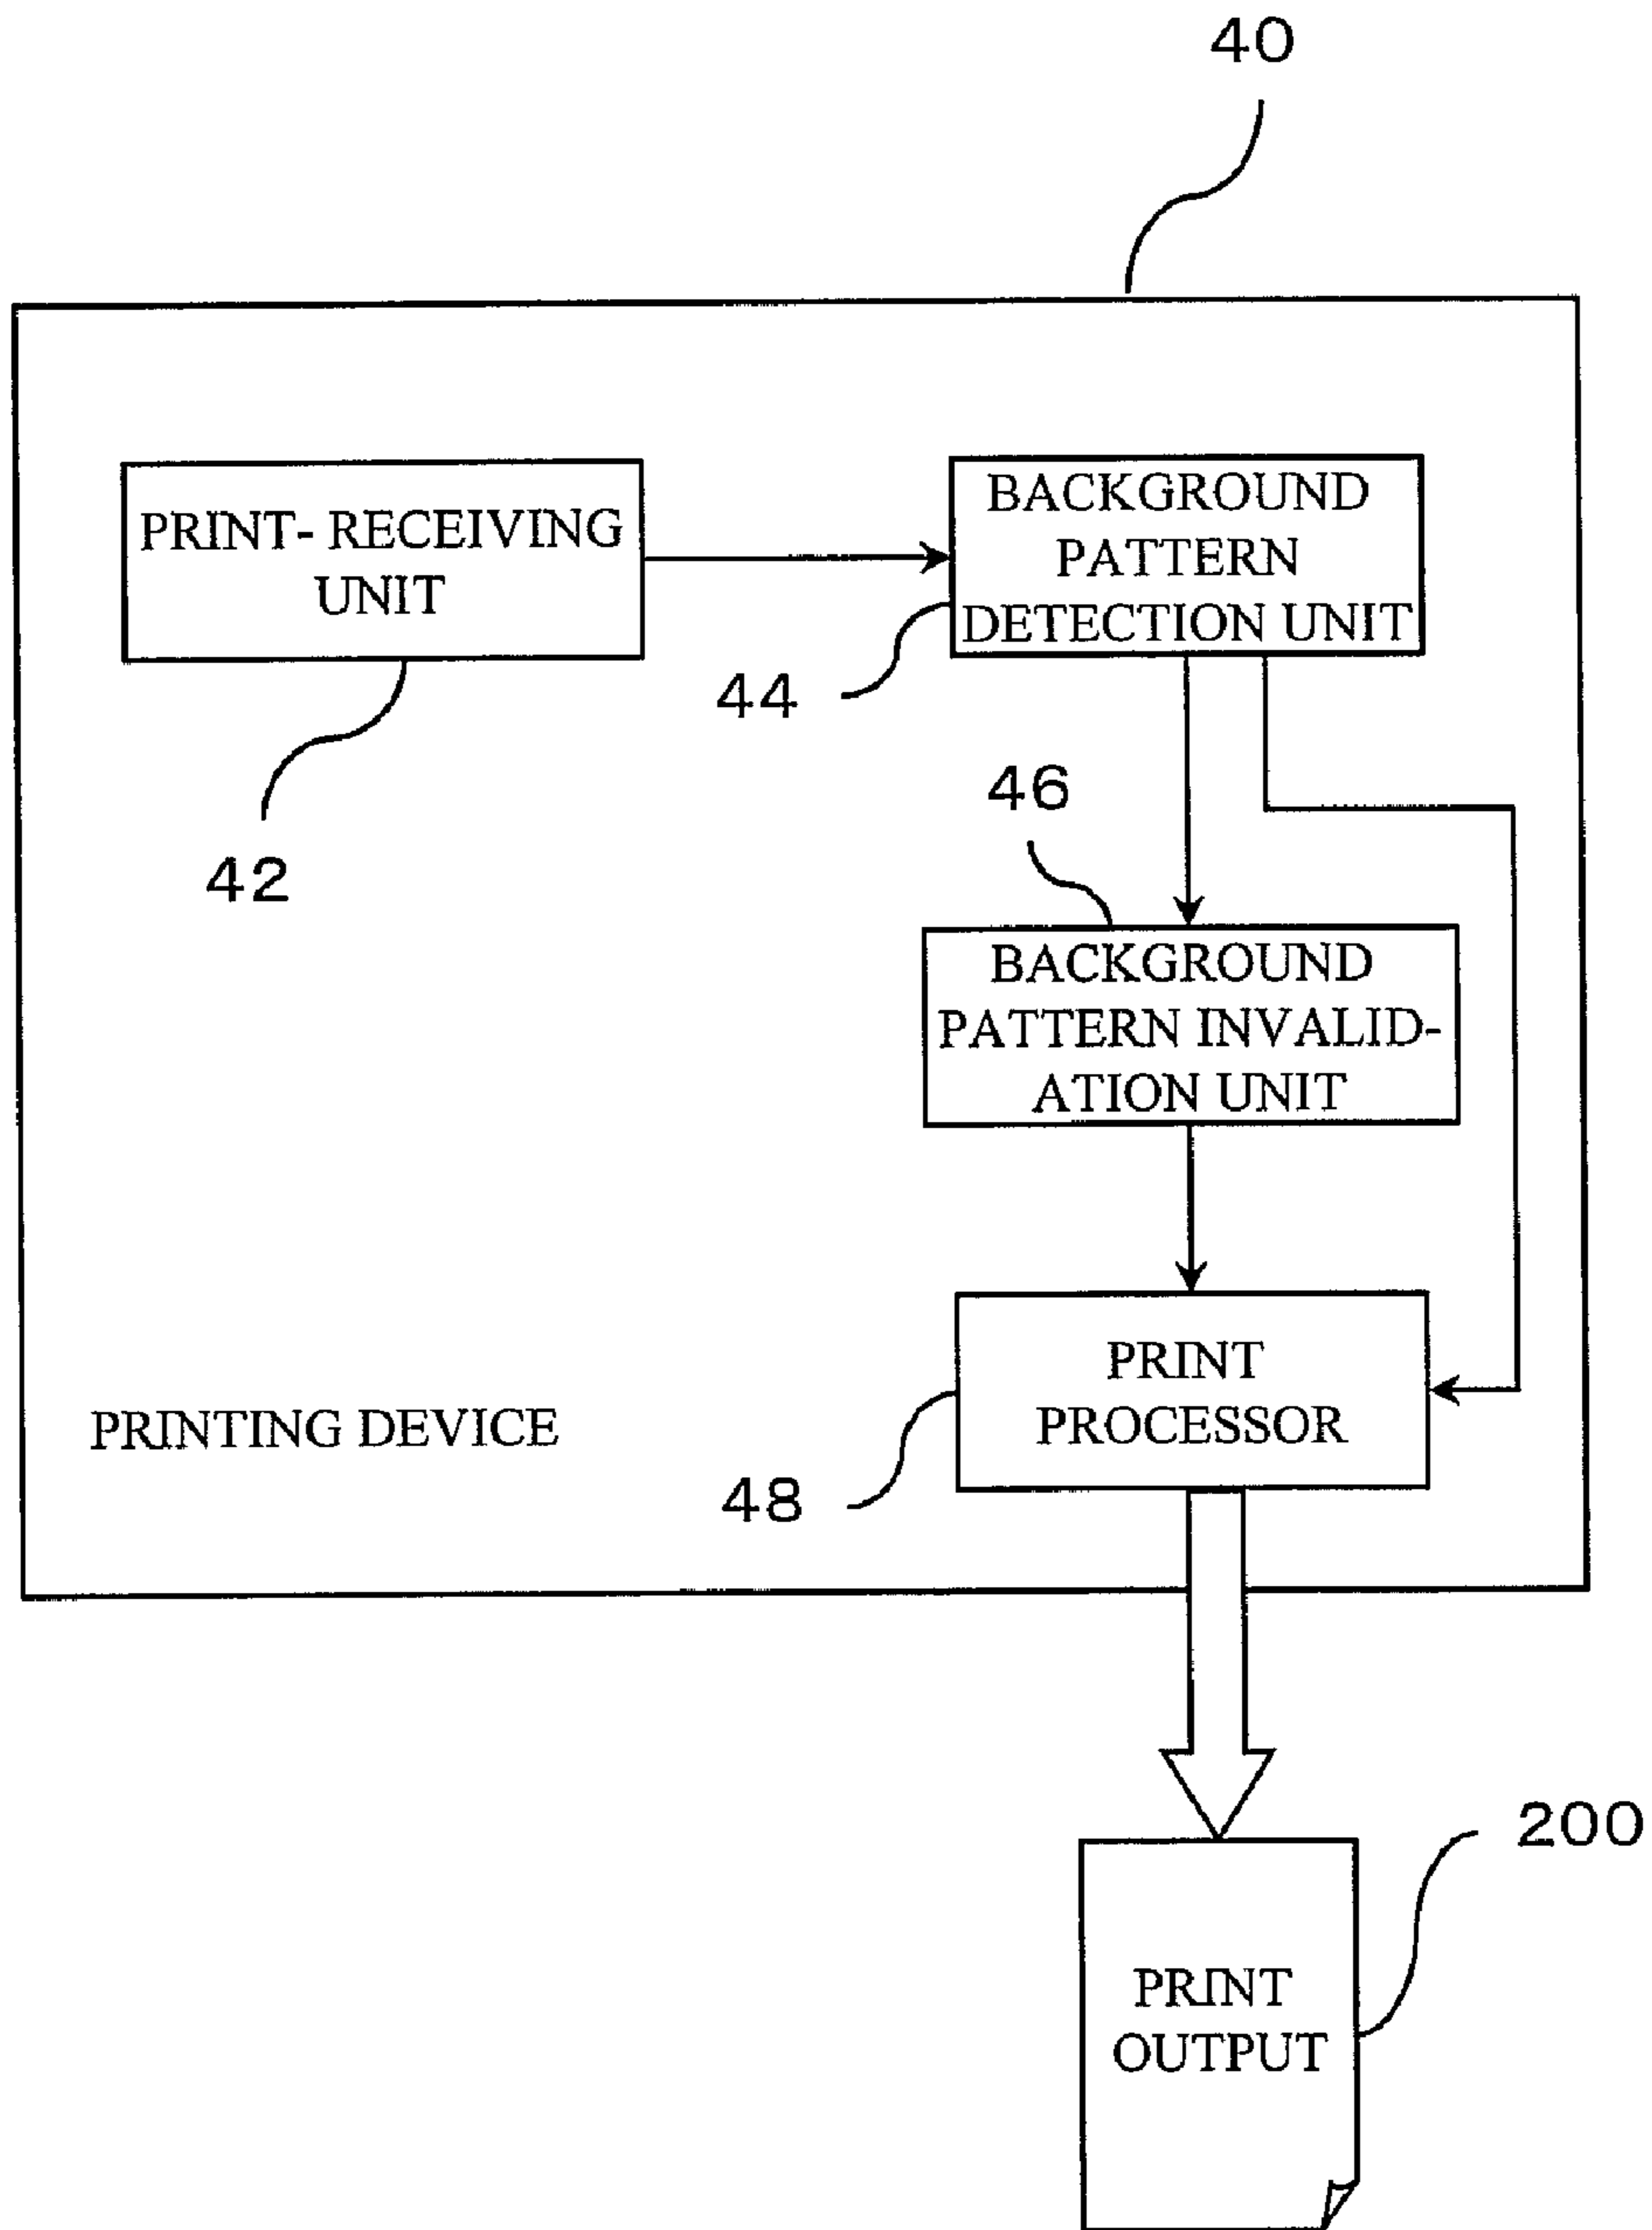 40
PRINT- RECEIVING
UNIT
42
BACKGROUND
PATTERN
DETECTION UNIT
44
46
BACKGROUND
PATTERN INVALID-
ATION UNIT
PRINT
PROCESSOR
48
PRINTING DEVICE
200
PRINT
OUTPUT